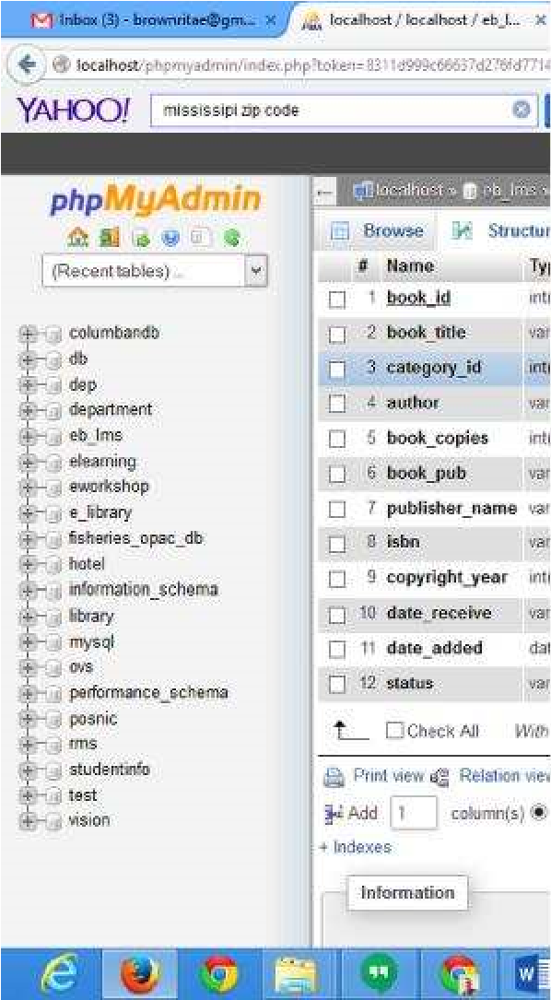 Inbox (3) - brownritae@gm... ×
localhost / localhost / eb_l... ×
localhost/phpmyadmin/index.php?token=
YAHOO! mississipi zip code
phpMyAdmin
(Recent tables) ...
columbandb
db
dep
department
eb_lms
elearning
eworkshop
e_library
fisheries_opac_db
hotel
information_schema
library
mysql
ovs
performance_schema
posnic
rms
studentinfo
test
vision
localhost » eb_lms »
Browse Structur
# Name Typ
1 book_id int(
2 book_title var
3 category_id int(
4 author var
5 book_copies int(
6 book_pub var
7 publisher_name var
8 isbn var
9 copyright_year int(
10 date_receive var
11 date_added dat
12 status var
Check All With
Print view Relation view
Add 1 column(s)
+ Indexes
Information